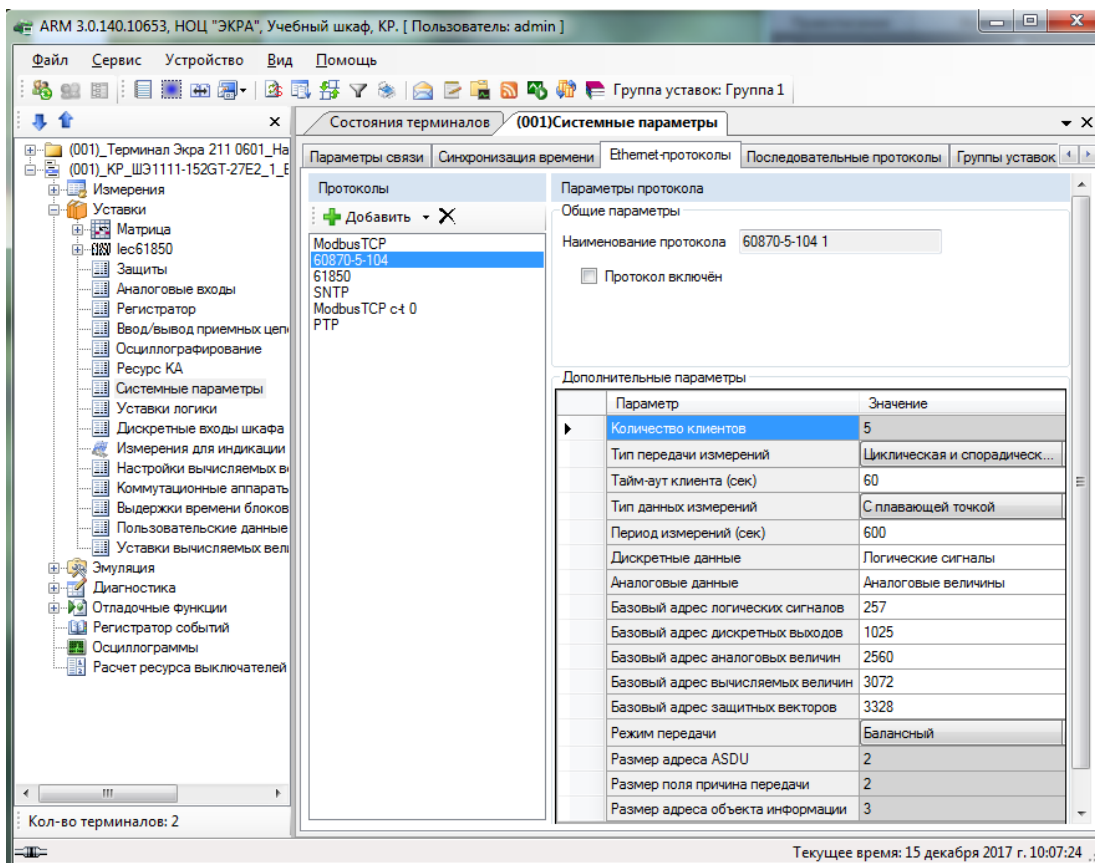 ARM 3.0.140.10653, НОЦ "ЭКРА", Учебный шкаф, КР. [ Пользователь: admin ]
Файл Сервис Устройство Вид Помощь
Группа уставок: Группа 1
Состояния терминалов (001)Системные параметры
(001)_Терминал Экра 211 0601_На
(001)_КР_ШЭ1111-152GT-27E2_1_Е
Измерения
Уставки
Матрица
Iec61850
Защиты
Аналоговые входы
Регистратор
Ввод/вывод приемных цепе
Осциллографирование
Ресурс КА
Системные параметры
Уставки логики
Дискретные входы шкафа
Измерения для индикации
Настройки вычисляемых в
Коммутационные аппараты
Выдержки времени блоков
Пользовательские данные
Уставки вычисляемых вели
Эмуляция
Диагностика
Отладочные функции
Регистратор событий
Осциллограммы
Расчет ресурса выключателей
Кол-во терминалов: 2
Параметры связи Синхронизация времени Ethernet-протоколы Последовательные протоколы Группы уставок
Протоколы
Добавить
ModbusTCP
60870-5-104
61850
SNTP
ModbusTCP c-t 0
PTP
Параметры протокола
Общие параметры
Наименование протокола 60870-5-104 1
Протокол включён
Дополнительные параметры
Параметр Значение
Количество клиентов 5
Тип передачи измерений Циклическая и спорадическ...
Тайм-аут клиента (сек) 60
Тип данных измерений С плавающей точкой
Период измерений (сек) 600
Дискретные данные Логические сигналы
Аналоговые данные Аналоговые величины
Базовый адрес логических сигналов 257
Базовый адрес дискретных выходов 1025
Базовый адрес аналоговых величин 2560
Базовый адрес вычисляемых величин 3072
Базовый адрес защитных векторов 3328
Режим передачи Балансный
Размер адреса ASDU 2
Размер поля причина передачи 2
Размер адреса объекта информации 3
Текущее время: 15 декабря 2017 г. 10:07:24